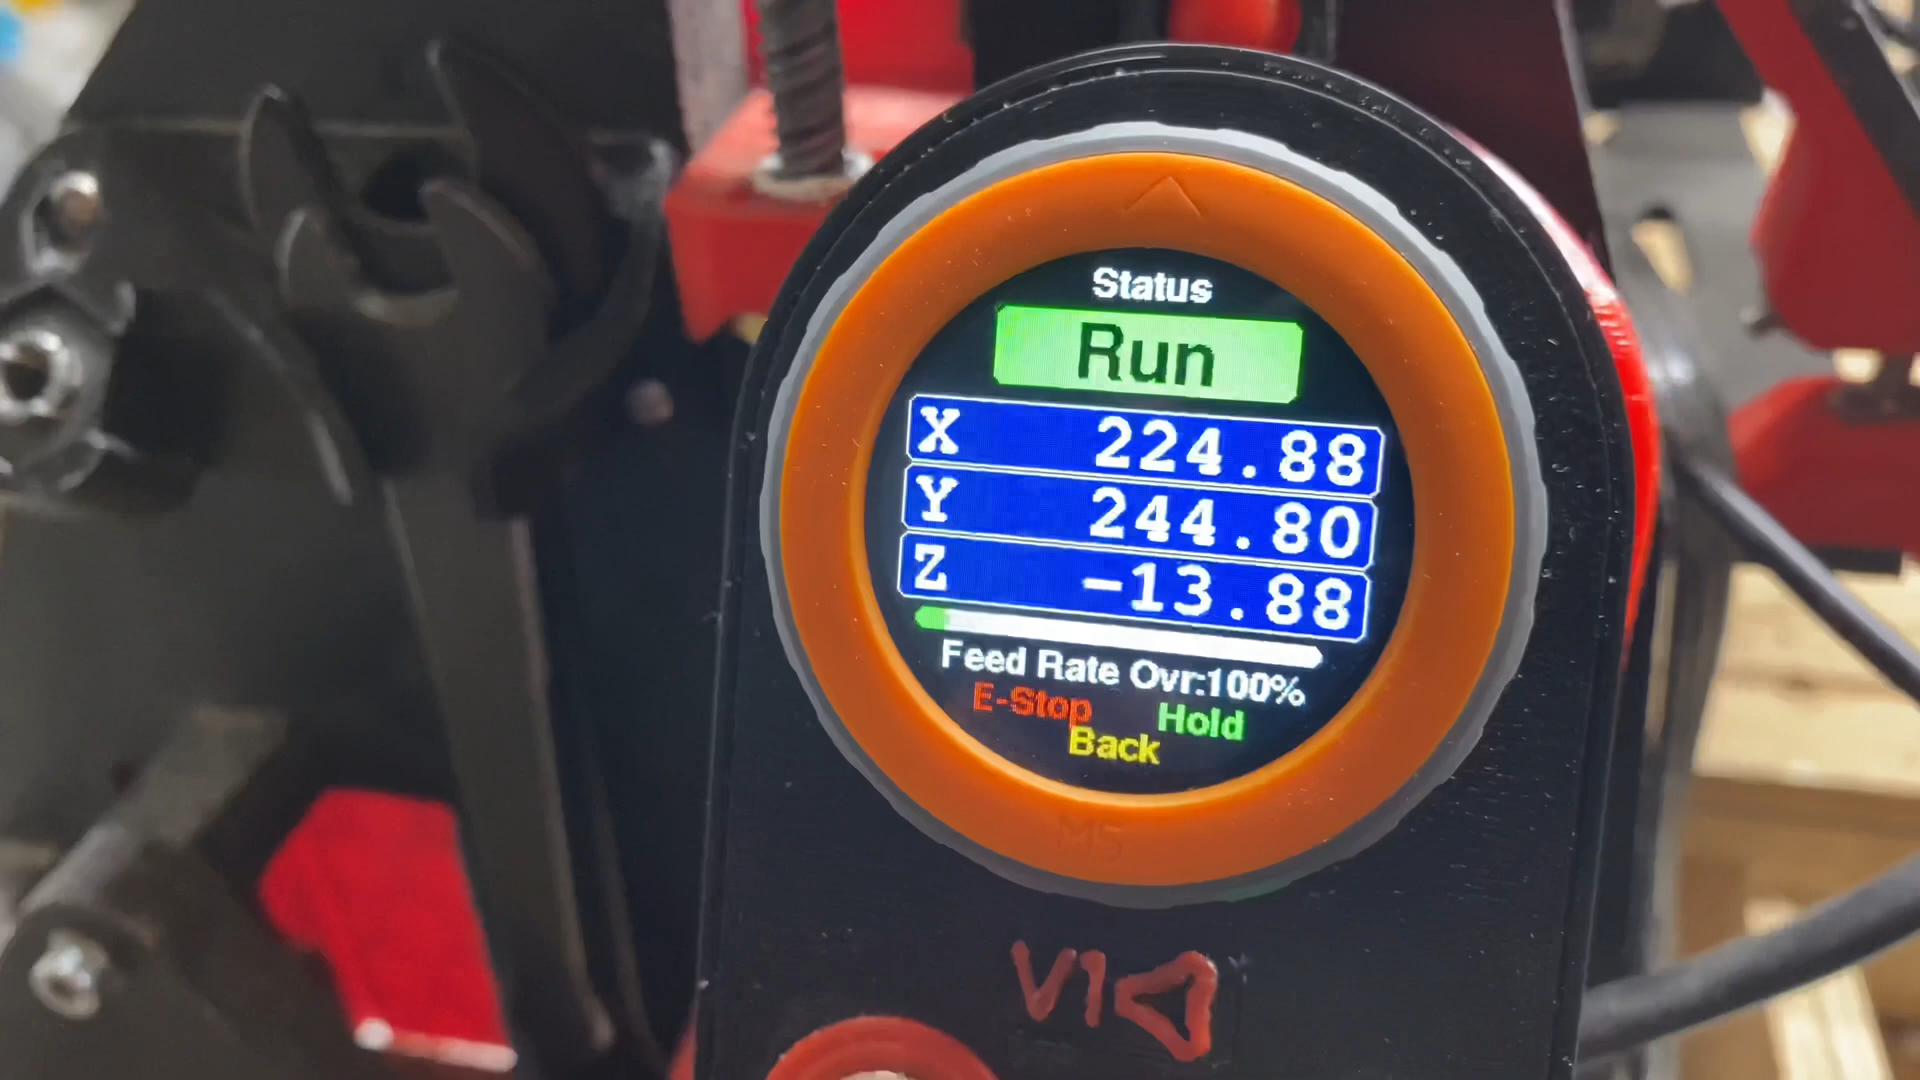 Status
Run
X 224.88
Y 244.80
Z -13.88
Feed Rate Ovr:100%
E-Stop Hold
Back
M5
V1